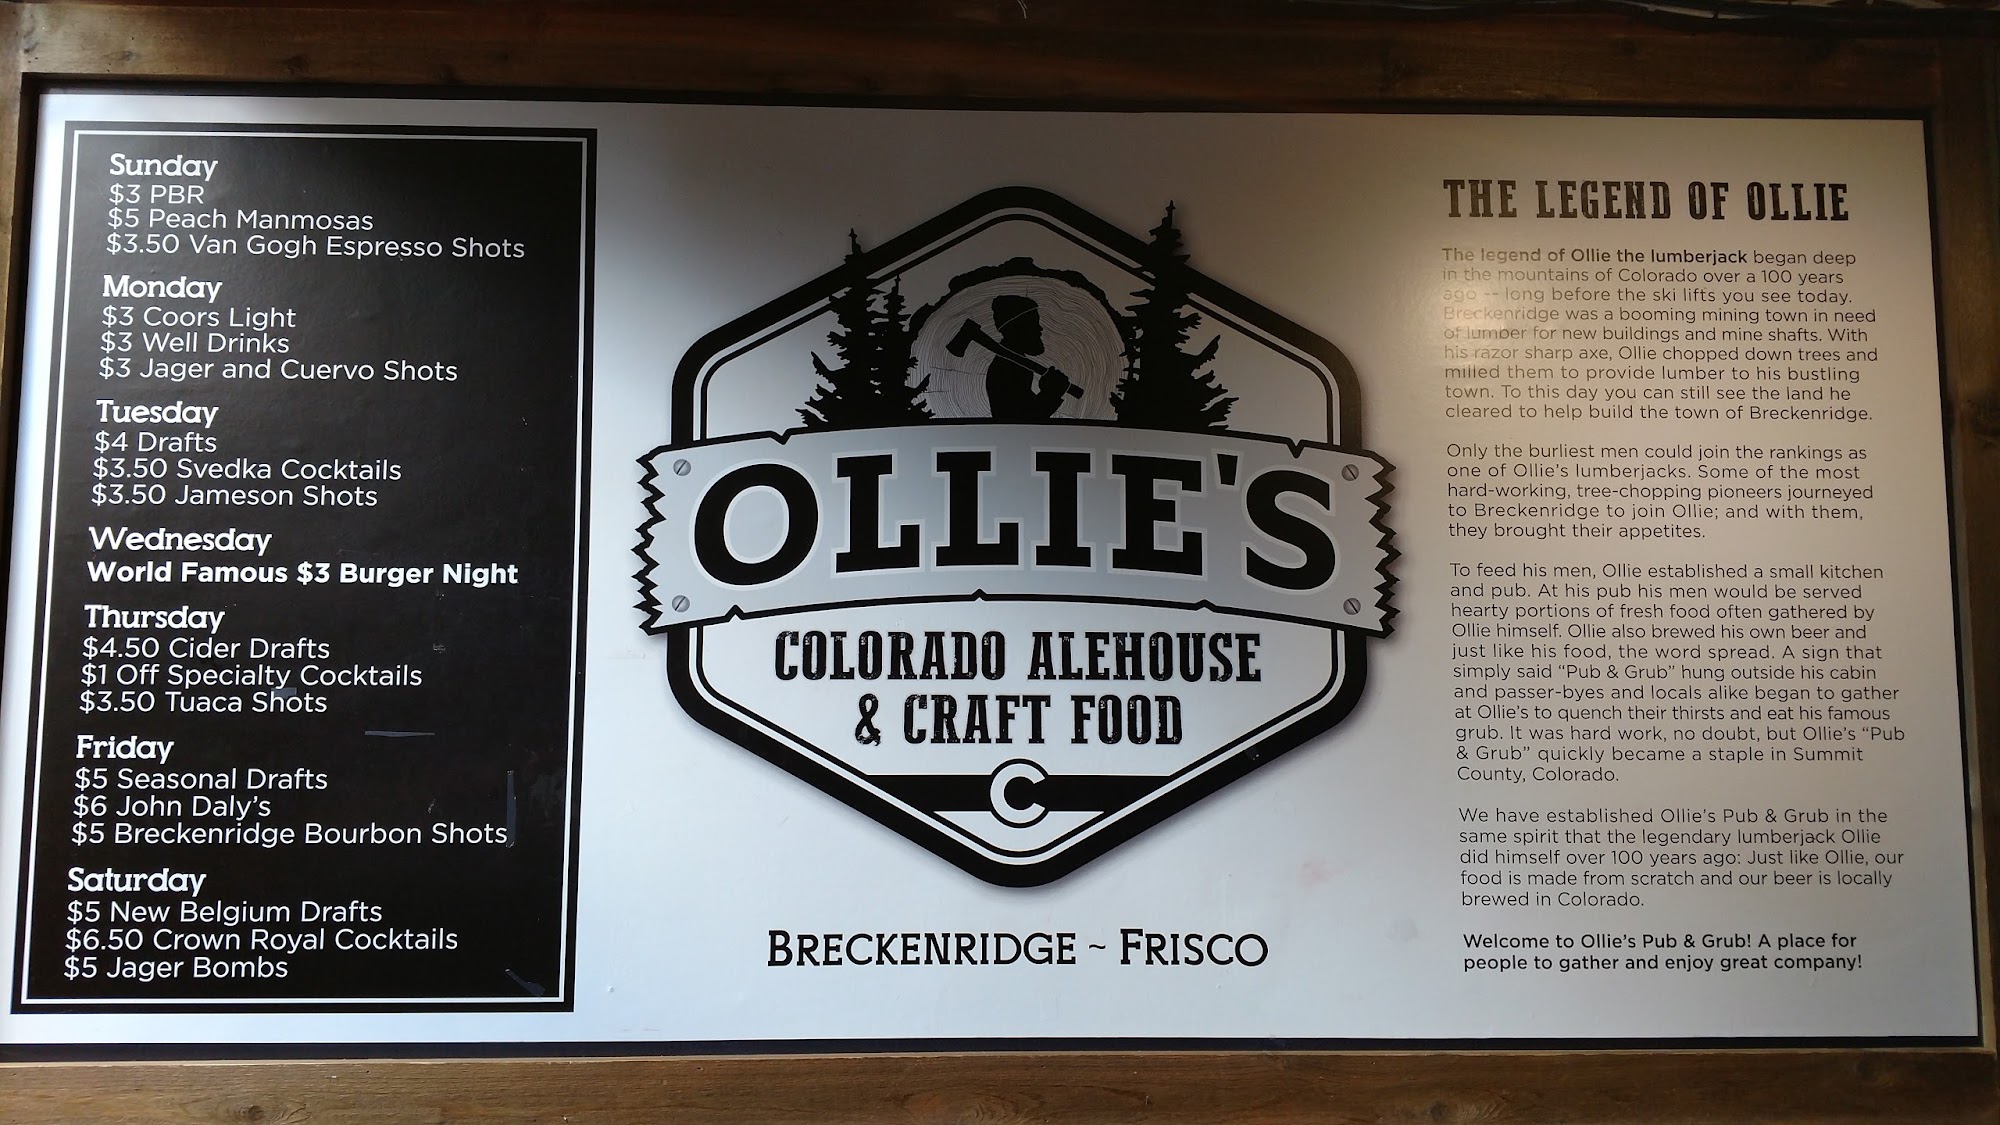 Sunday
$3 PBR
$5 Peach Manmosas
$3.50 Van Gogh Espresso Shots
Monday
$3 Coors Light
$3 Well Drinks
$3 Jager and Cuervo Shots
Tuesday
$4 Drafts
$3.50 Svedka Cocktails
$3.50 Jameson Shots
Wednesday
World Famous $3 Burger Night
Thursday
$4.50 Cider Drafts
$1 Off Specialty Cocktails
$3.50 Tuaca Shots
Friday
$5 Seasonal Drafts
$6 John Daly's
$5 Breckenridge Bourbon Shots
Saturday
$5 New Belgium Drafts
$6.50 Crown Royal Cocktails
$5 Jager Bombs
OLLIE'S
COLORADO ALEHOUSE
& CRAFT FOOD
C
BRECKENRIDGE ~ FRISCO
THE LEGEND OF OLLIE
The legend of Ollie the lumberjack began deep
in the mountains of Colorado over a 100 years
ago -- long before the ski lifts you see today.
Breckenridge was a booming mining town in need
of lumber for new buildings and mine shafts. With
his razor sharp axe, Ollie chopped down trees and
milled them to provide lumber to his bustling
town. To this day you can still see the land he
cleared to help build the town of Breckenridge.
Only the burliest men could join the rankings as
one of Ollie's lumberjacks. Some of the most
hard-working, tree-chopping pioneers journeyed
to Breckenridge to join Ollie; and with them,
they brought their appetites.
To feed his men, Ollie established a small kitchen
and pub. At his pub his men would be served
hearty portions of fresh food often gathered by
Ollie himself. Ollie also brewed his own beer and
just like his food, the word spread. A sign that
simply said "Pub & Grub" hung outside his cabin
and passer-byes and locals alike began to gather
at Ollie's to quench their thirsts and eat his famous
grub. It was hard work, no doubt, but Ollie's "Pub
& Grub" quickly became a staple in Summit
County, Colorado.
We have established Ollie's Pub & Grub in the
same spirit that the legendary lumberjack Ollie
did himself over 100 years ago: Just like Ollie, our
food is made from scratch and our beer is locally
brewed in Colorado.
Welcome to Ollie's Pub & Grub! A place for
people to gather and enjoy great company!